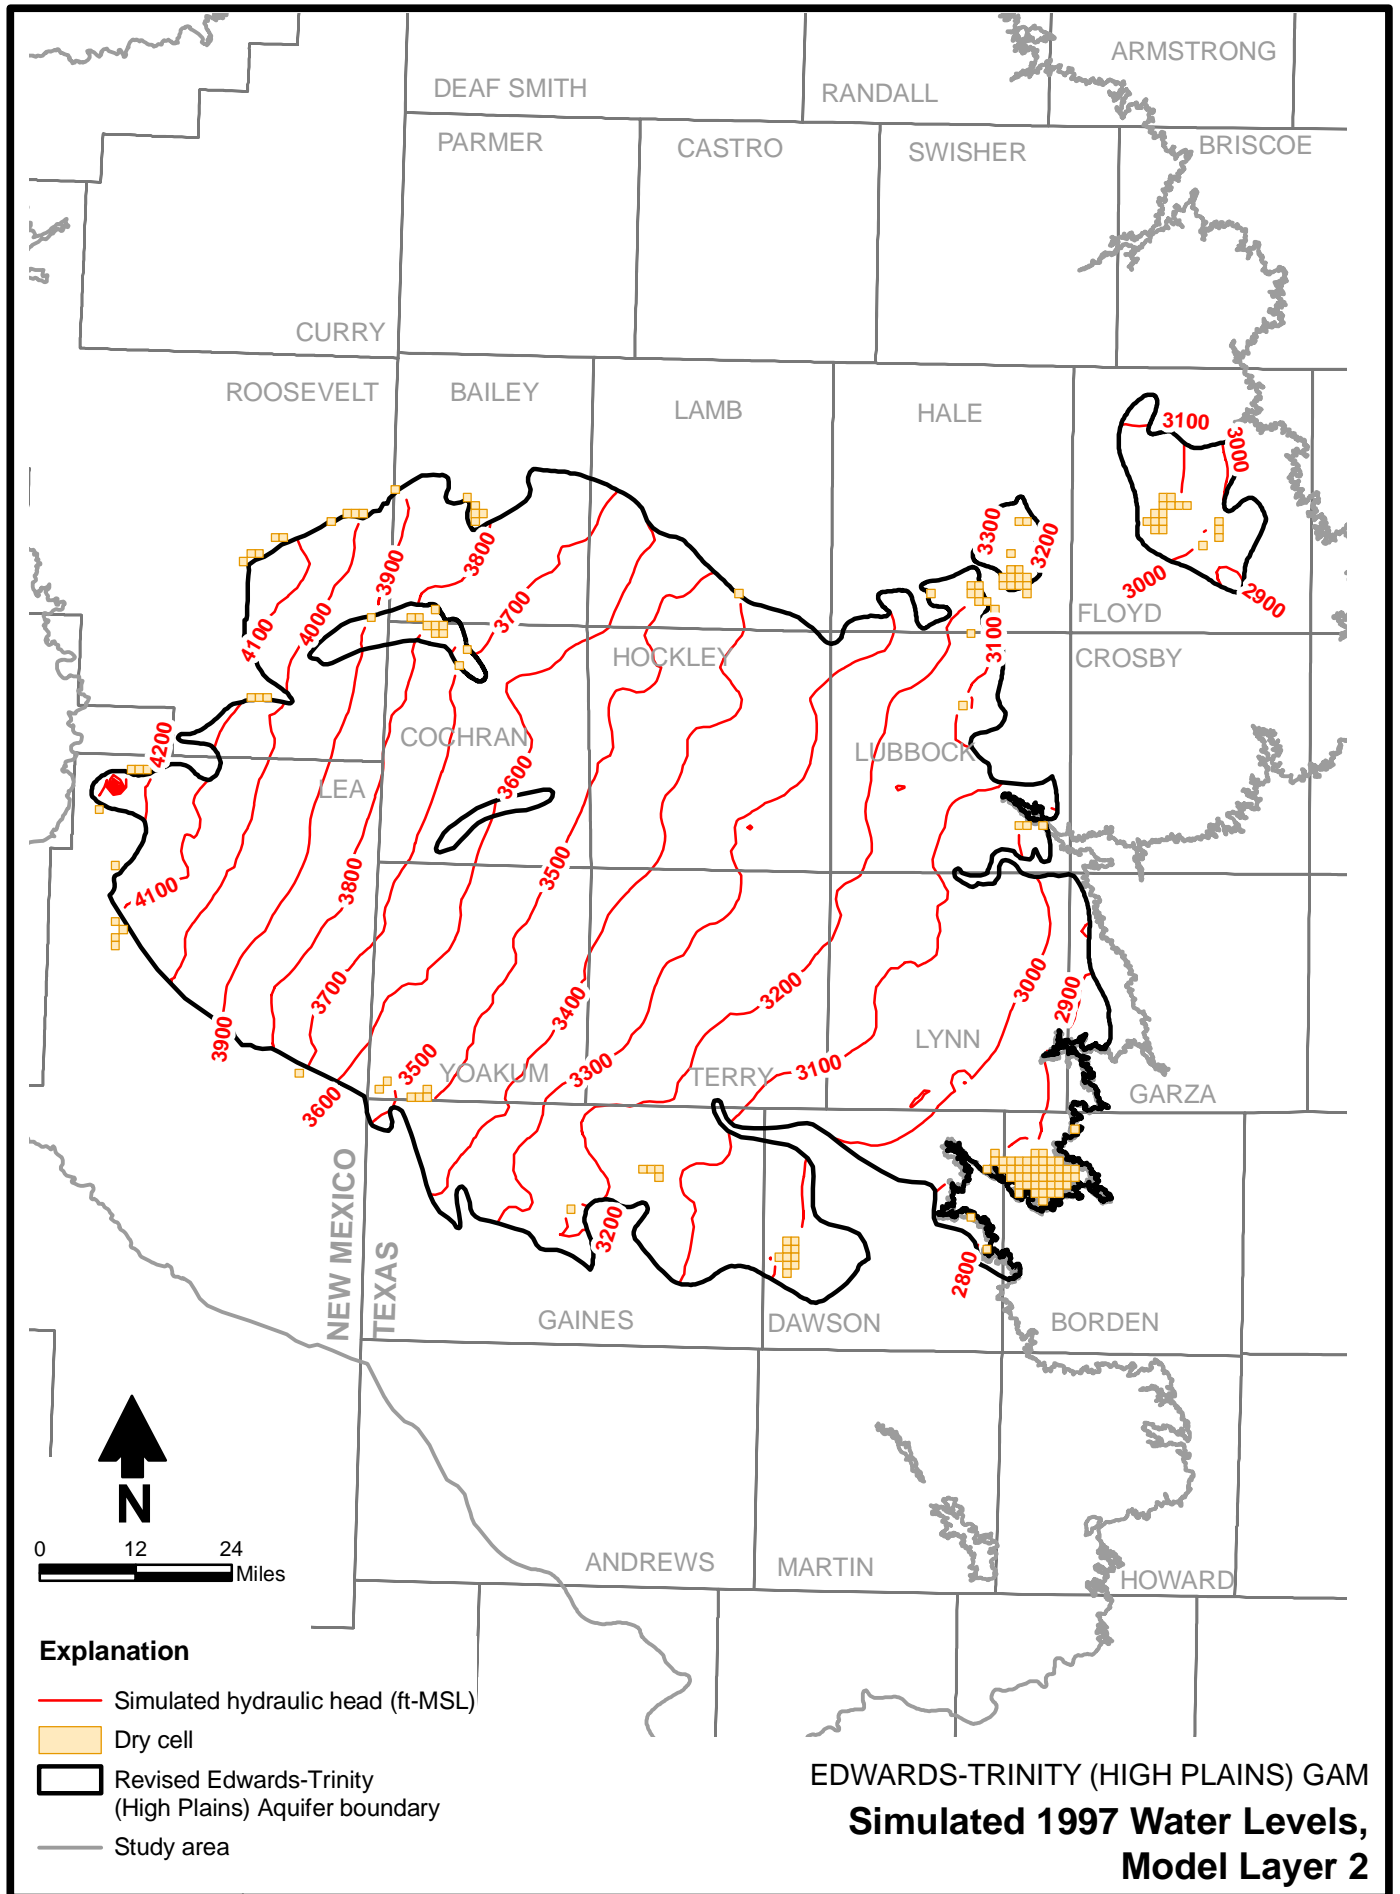 ARMSTRONG
DEAF SMITH
RANDALL
PARMER
CASTRO
SWISHER
BRISCOE
CURRY
ROOSEVELT
BAILEY
LAMB
HALE
3100
3000
3300
3200
3900
3800
3700
4000
4100
3000
2900
FLOYD
3100
HOCKLEY
CROSBY
4200
COCHRAN
LUBBOCK
LEA
3600
3500
3800
4100
3700
3400
3200
3000
2900
3900
3500
YOAKUM
3300
TERRY
3100
LYNN
GARZA
3600
3200
2800
NEW MEXICO
TEXAS
GAINES
DAWSON
BORDEN
N
0 12 24
Miles
ANDREWS
MARTIN
HOWARD
Explanation
Simulated hydraulic head (ft-MSL)
Dry cell
Revised Edwards-Trinity
(High Plains) Aquifer boundary
Study area
EDWARDS-TRINITY (HIGH PLAINS) GAM
Simulated 1997 Water Levels,
Model Layer 2